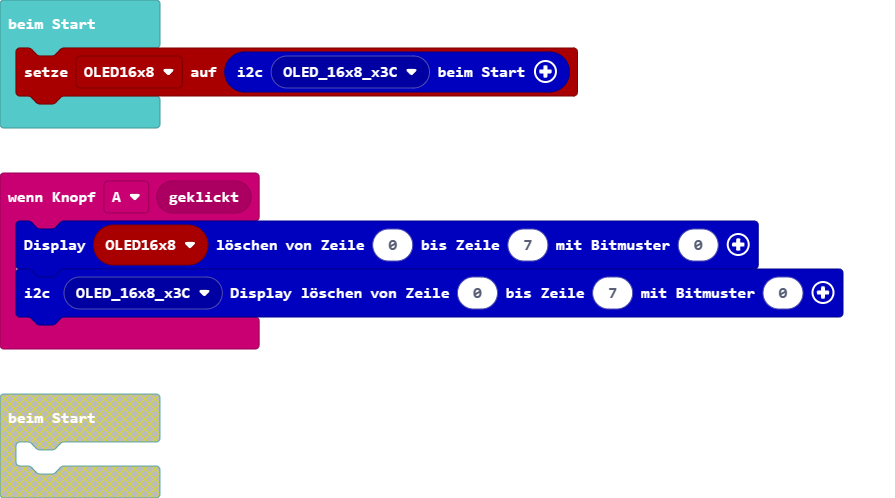 beim Start
setze OLED16x8 auf i2c OLED_16x8_x3C beim Start
wenn Knopf A geklickt
Display OLED16x8 löschen von Zeile 0 bis Zeile 7 mit Bitmuster 0
i2c OLED_16x8_x3C Display löschen von Zeile 0 bis Zeile 7 mit Bitmuster 0
beim Start